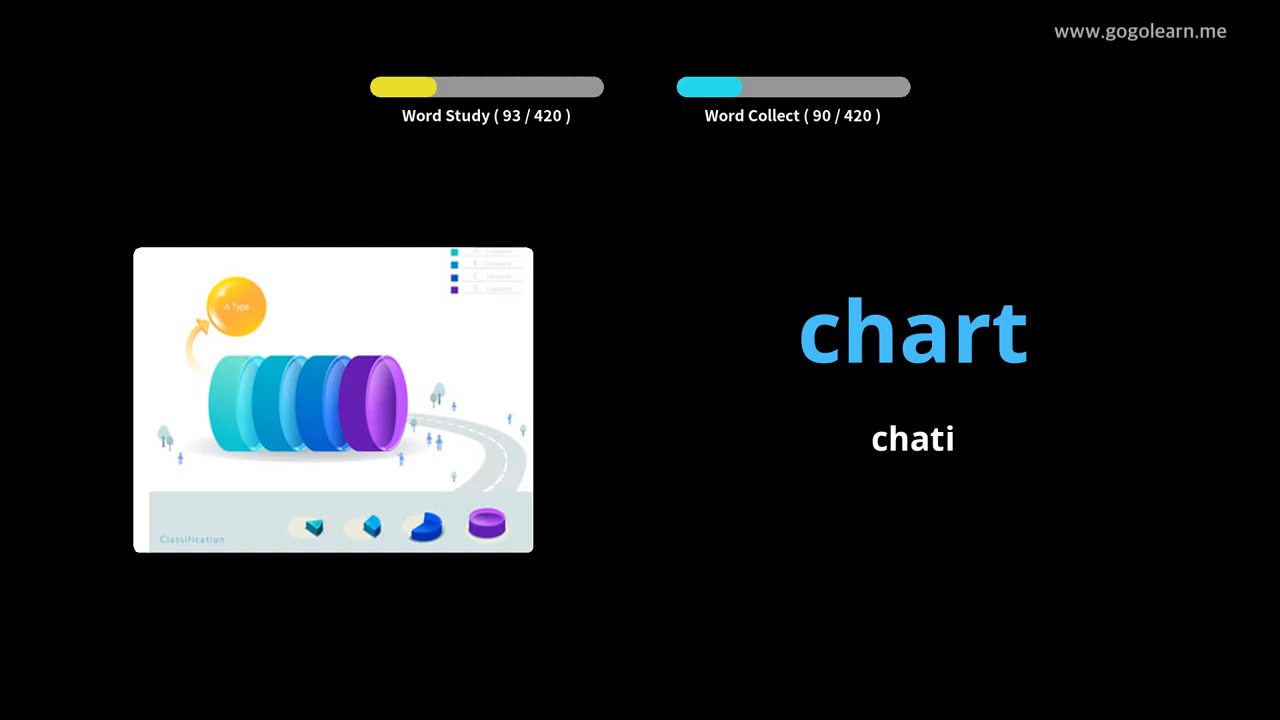 www.gogolearn.me
Word Study ( 93 / 420 )
Word Collect ( 90 / 420 )
A Type
C
chart
chati
Classification